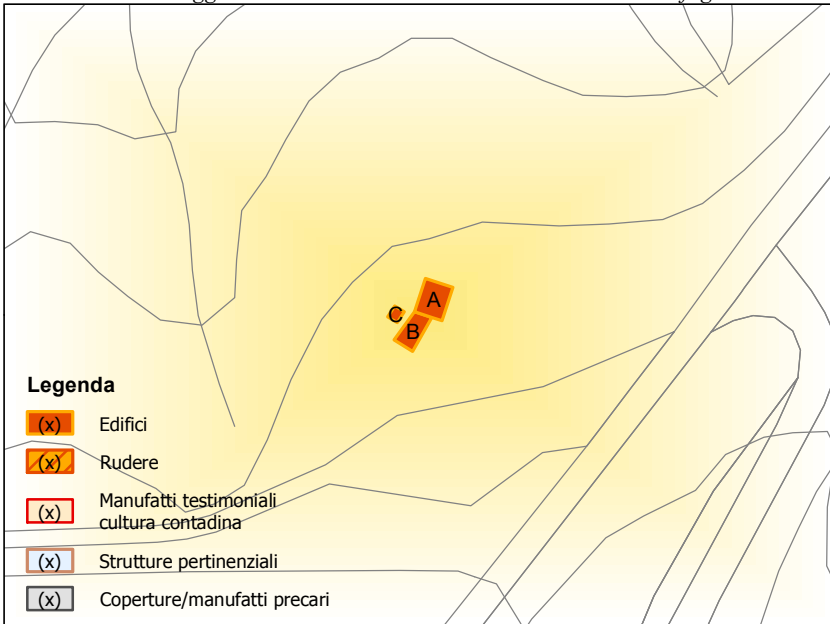 A
C
B
Legenda
(x) Edifici
(x) Rudere
(x) Manufatti testimoniali
cultura contadina
(x) Strutture pertinenziali
(x) Coperture/manufatti precari